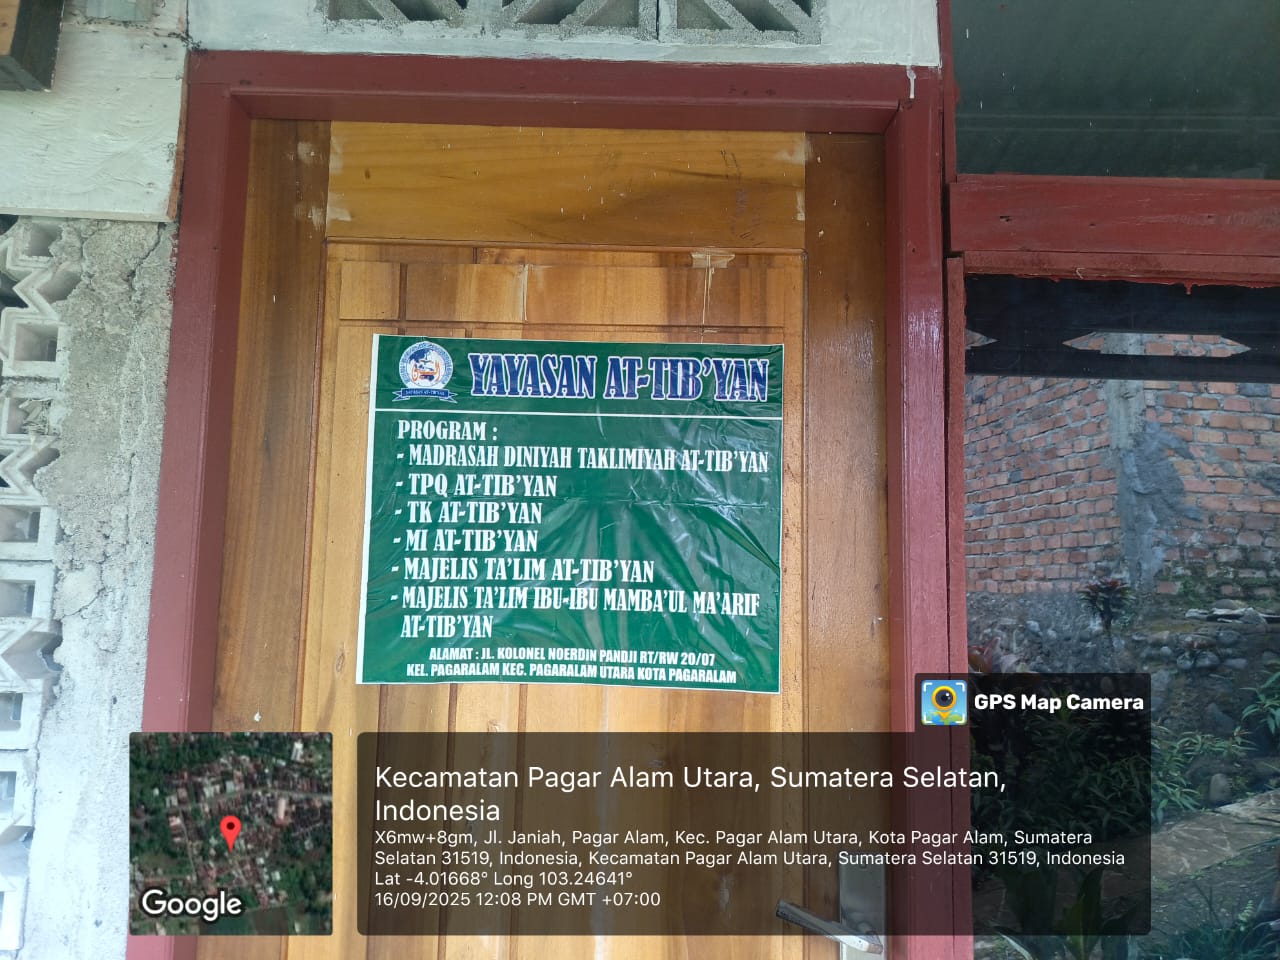 YAYASAN AT-TIB'YAN
YAYASAN AT-TIB'YAN
PROGRAM :
- MADRASAH DINIYAH TAKLIMIYAH AT-TIB'YAN
- TPQ AT-TIB'YAN
- TK AT-TIB'YAN
- MI AT-TIB'YAN
- MAJELIS TA'LIM AT-TIB'YAN
- MAJELIS TA'LIM IBU-IBU MAMBA'UL MA'ARIF
AT-TIB'YAN
ALAMAT : JL. KOLONEL NOERDIN PANDJI RT/RW 20/07
KEL. PAGARALAM KEC. PAGARALAM UTARA KOTA PAGARALAM
GPS Map Camera
Kecamatan Pagar Alam Utara, Sumatera Selatan,
Indonesia
X6mw+8gm, Jl. Janiah, Pagar Alam, Kec. Pagar Alam Utara, Kota Pagar Alam, Sumatera
Selatan 31519, Indonesia, Kecamatan Pagar Alam Utara, Sumatera Selatan 31519, Indonesia
Lat -4.01668° Long 103.24641°
16/09/2025 12:08 PM GMT +07:00
Google